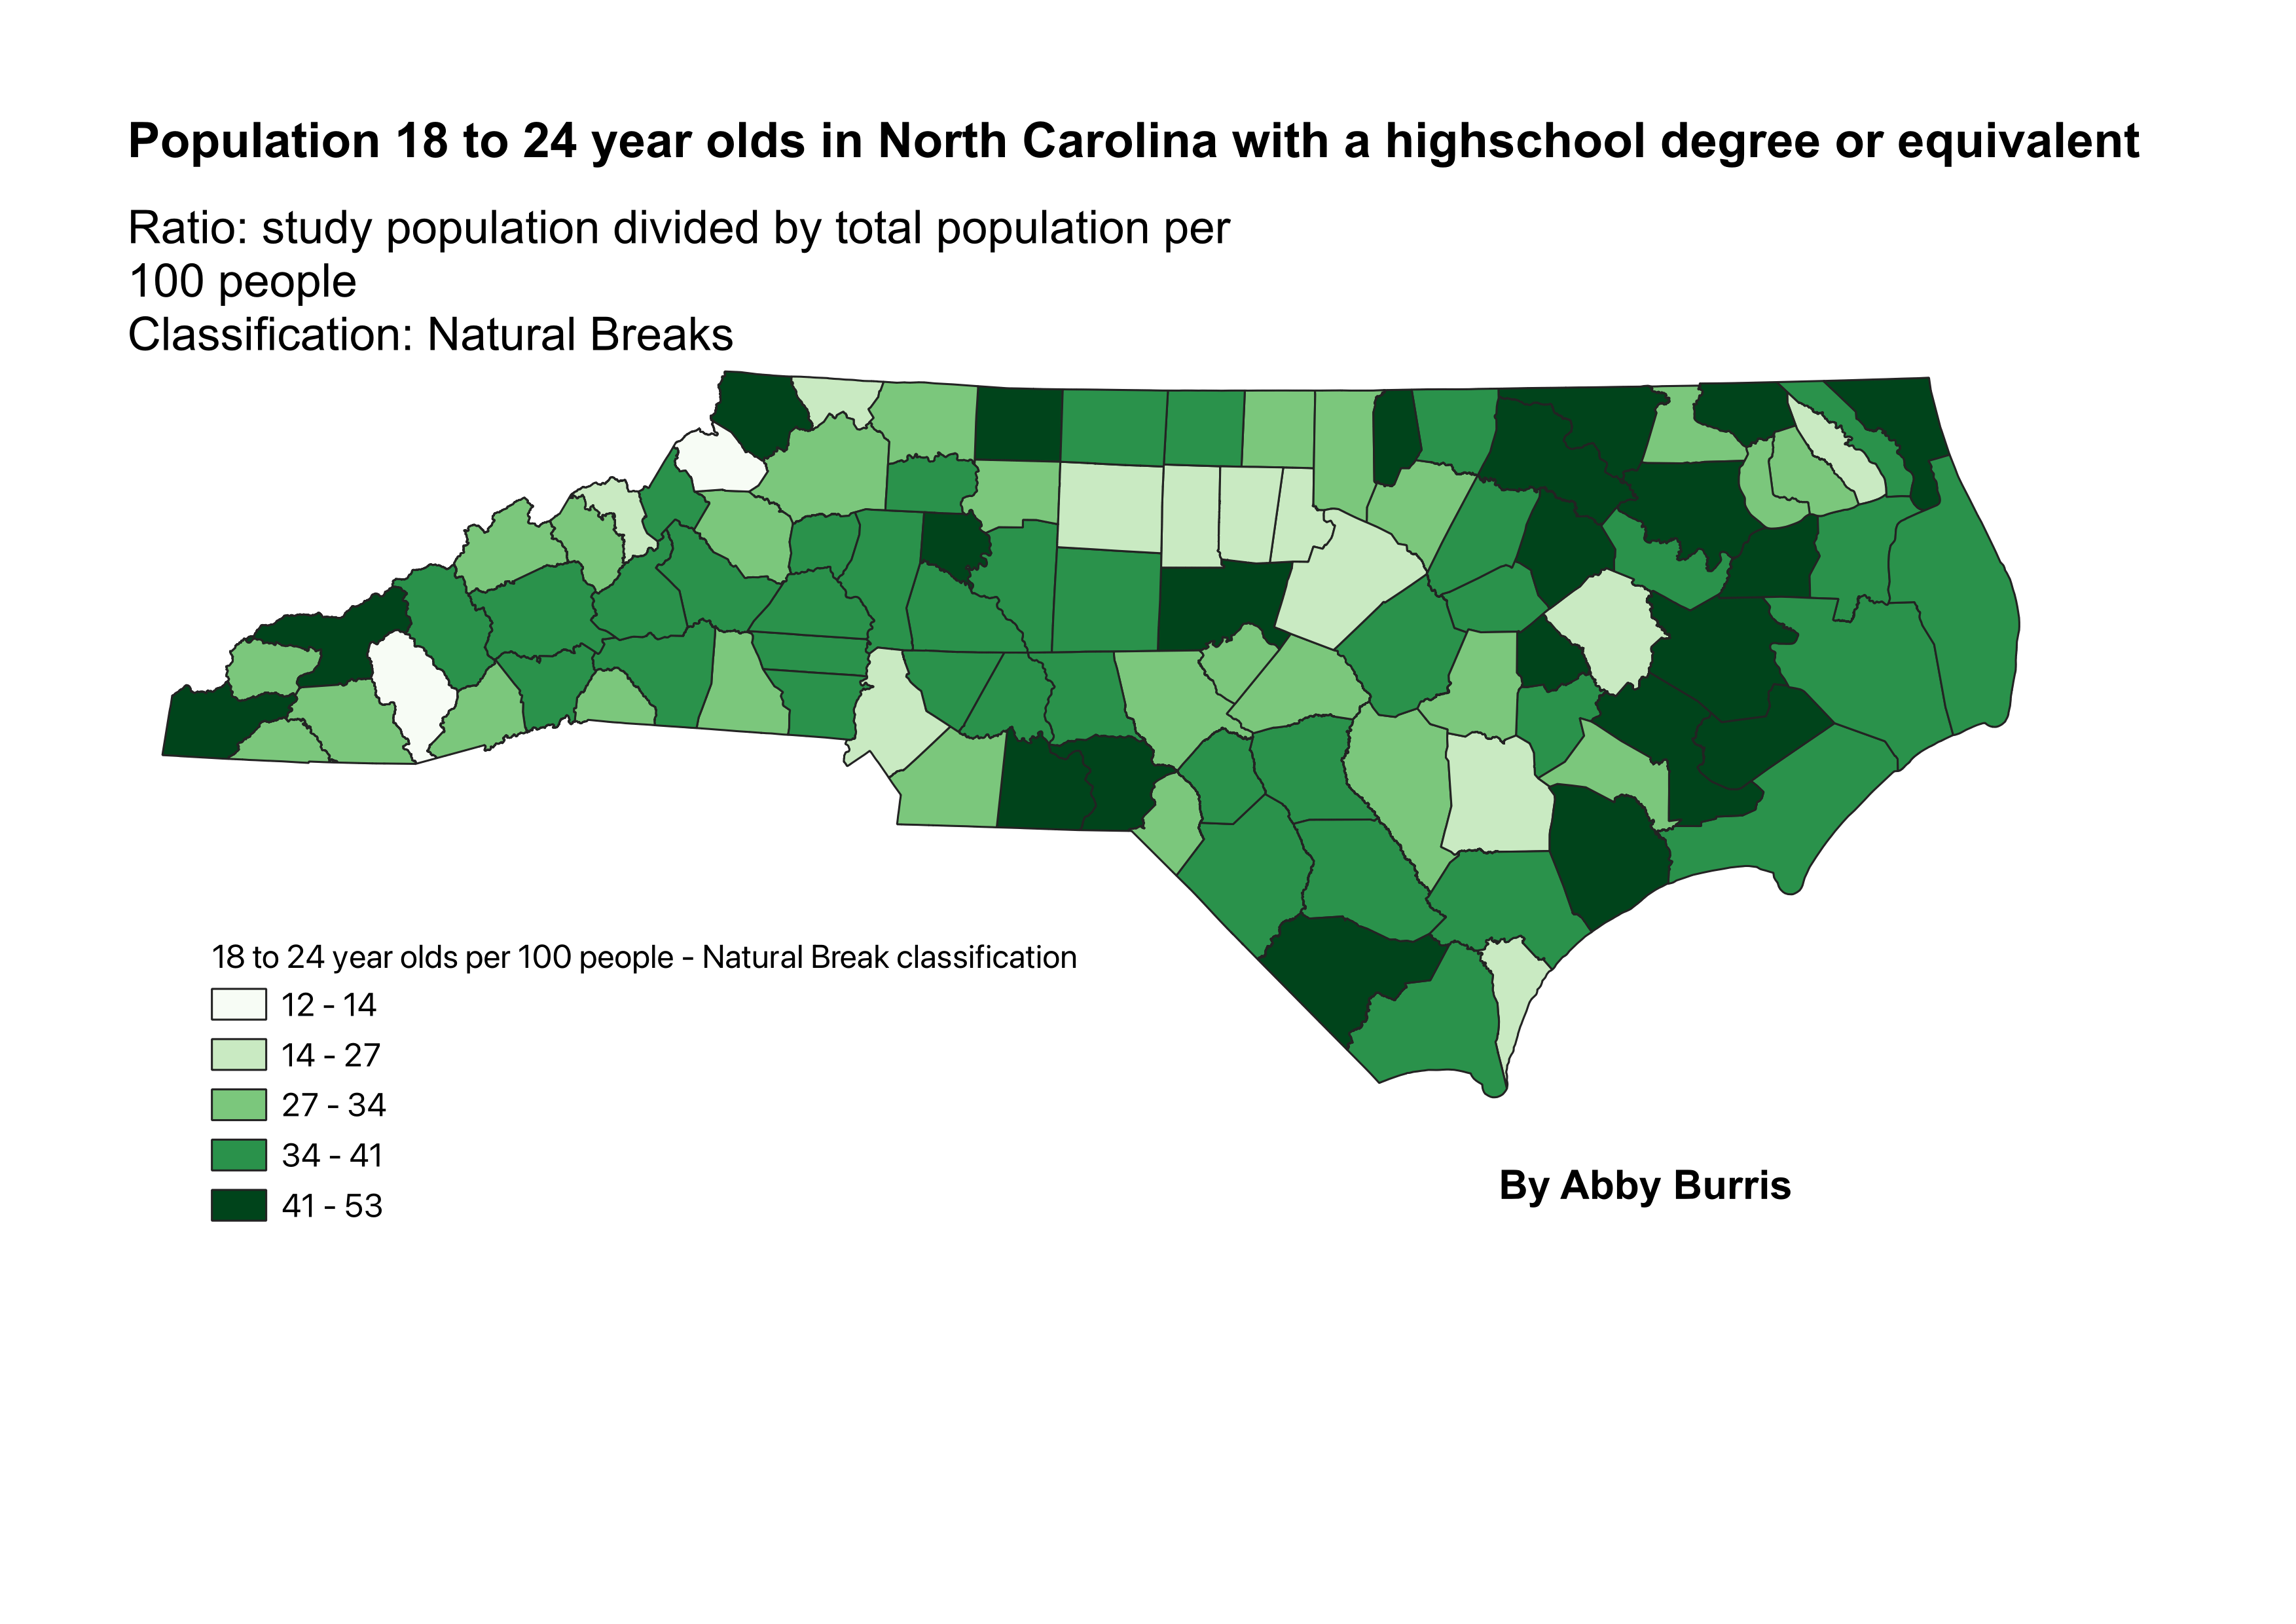 Population 18 to 24 year olds in North Carolina with a highschool degree or equivalent
Ratio: study population divided by total population per
100 people
Classification: Natural Breaks
18 to 24 year olds per 100 people - Natural Break classification
12 - 14
14 - 27
27 - 34
34 - 41
41 - 53
By Abby Burris